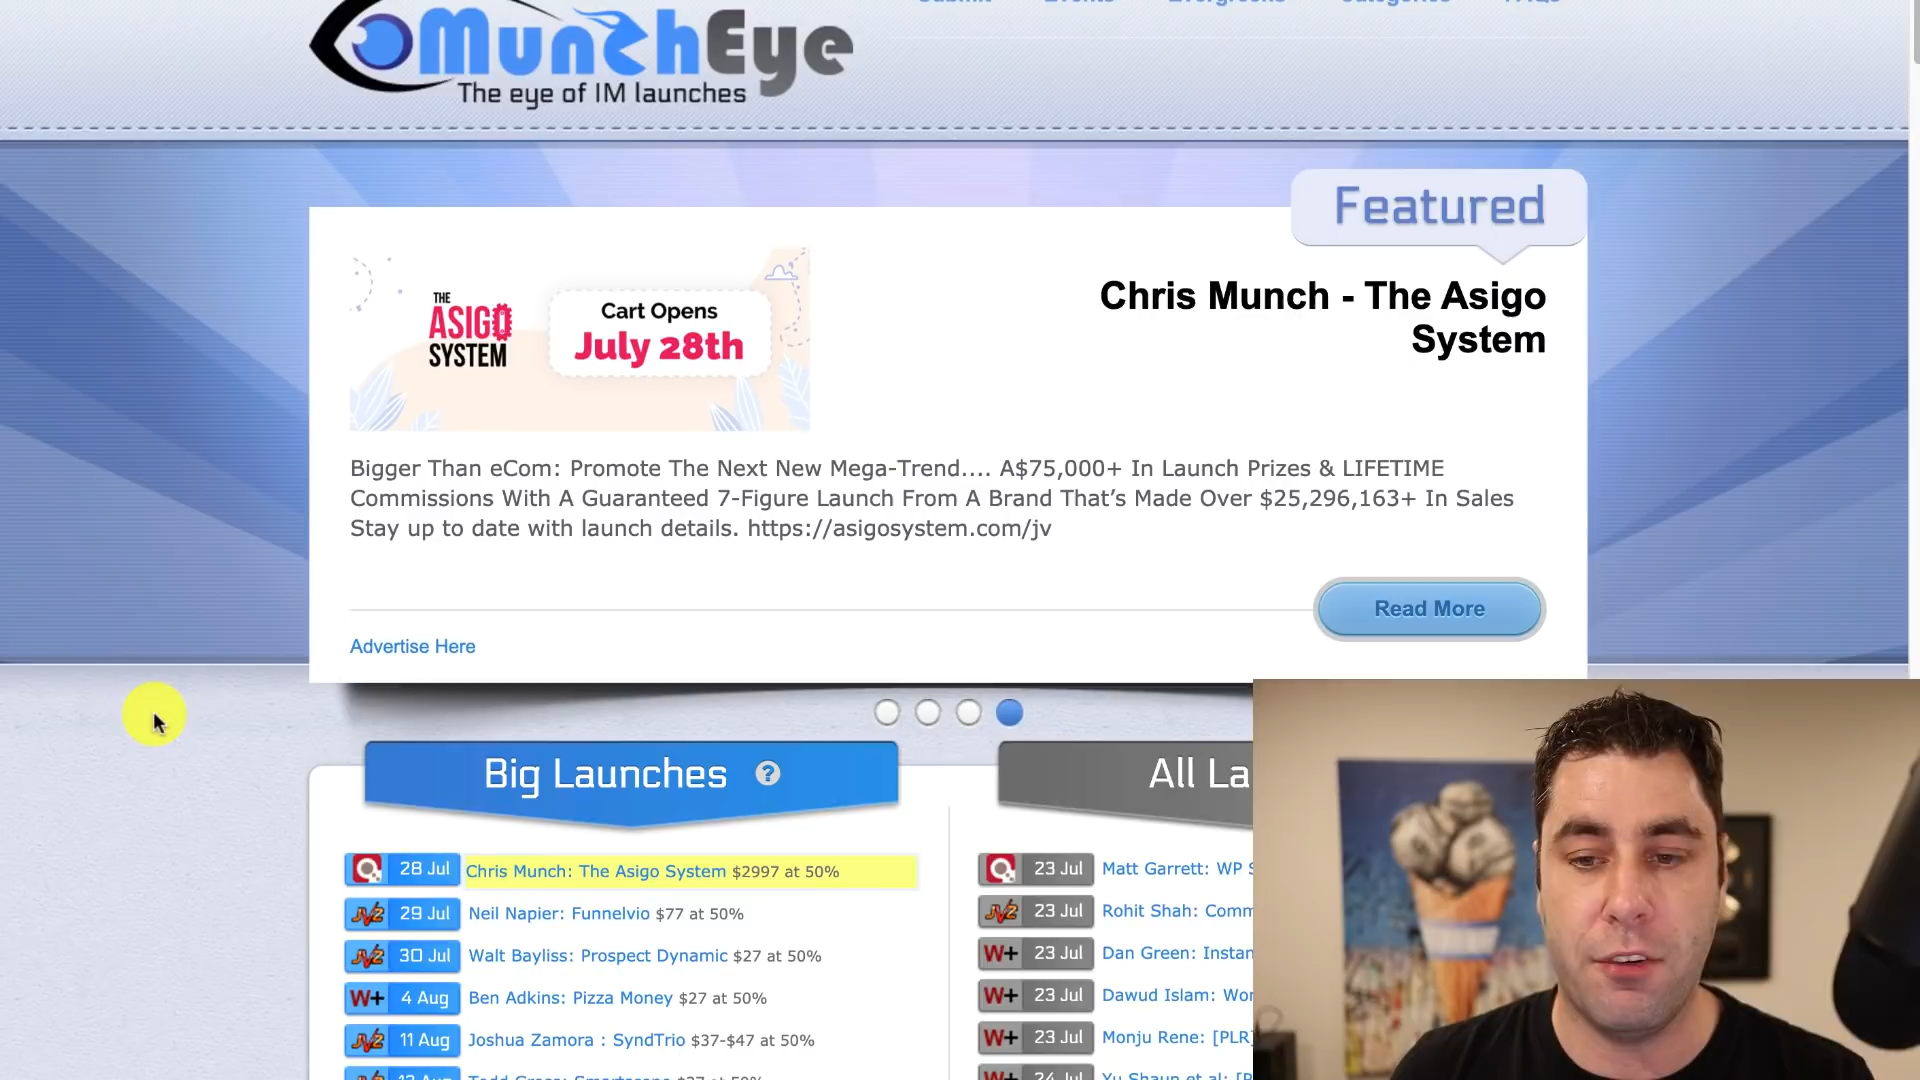 Submit Events Evergreens Categories FAQs
MunchEye
The eye of IM launches
Featured
THE
ASIGO
SYSTEM
Cart Opens
July 28th
Chris Munch - The Asigo
System
Bigger Than eCom: Promote The Next New Mega-Trend.... A$75,000+ In Launch Prizes & LIFETIME
Commissions With A Guaranteed 7-Figure Launch From A Brand That’s Made Over $25,296,163+ In Sales
Stay up to date with launch details. https://asigosystem.com/jv
Read More
Advertise Here
Big Launches ?
All La
28 Jul Chris Munch: The Asigo System $2997 at 50%
29 Jul Neil Napier: Funnelvio $77 at 50%
30 Jul Walt Bayliss: Prospect Dynamic $27 at 50%
W+ 4 Aug Ben Adkins: Pizza Money $27 at 50%
11 Aug Joshua Zamora : SyndTrio $37-$47 at 50%
23 Jul Matt Garrett: WP S
23 Jul Rohit Shah: Comm
W+ 23 Jul Dan Green: Instan
W+ 23 Jul Dawud Islam: Wor
W+ 23 Jul Monju Rene: [PLR]